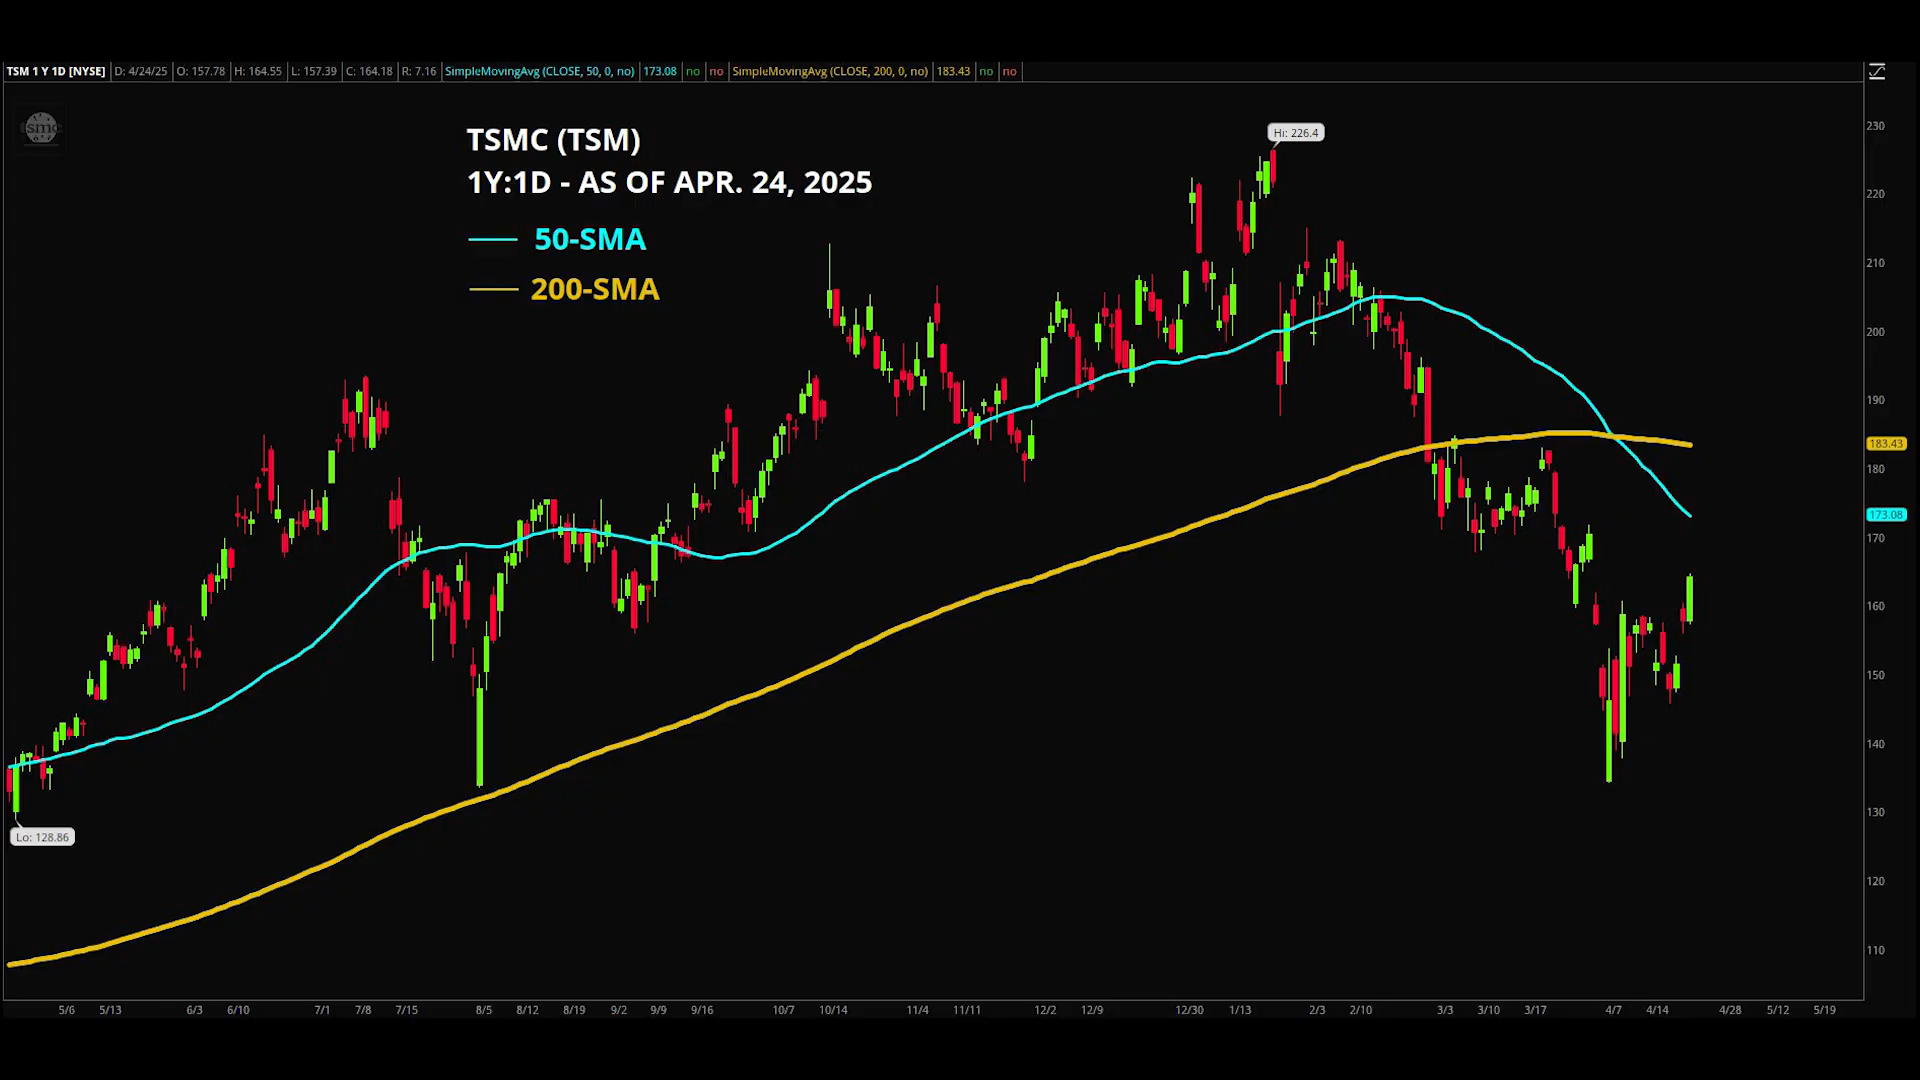 TSM 1 Y 1D [NYSE] D: 4/24/25 O: 157.78 H: 164.55 L: 157.39 C: 164.18 R: 7.16 SimpleMovingAvg (CLOSE, 50, 0, no) 173.08 no no SimpleMovingAvg (CLOSE, 200, 0, no) 183.43 no no
tsmc
TSMC (TSM)
1Y:1D - AS OF APR. 24, 2025
50-SMA
200-SMA
Hi: 226.4
Lo: 128.86
230
220
210
200
190
183.43
180
173.08
170
160
150
140
130
120
110
5/6 5/13 6/3 6/10 7/1 7/8 7/15 8/5 8/12 8/19 9/2 9/9 9/16 10/7 10/14 11/4 11/11 12/2 12/9 12/30 1/13 2/3 2/10 3/3 3/10 3/17 4/7 4/14 4/28 5/12 5/19